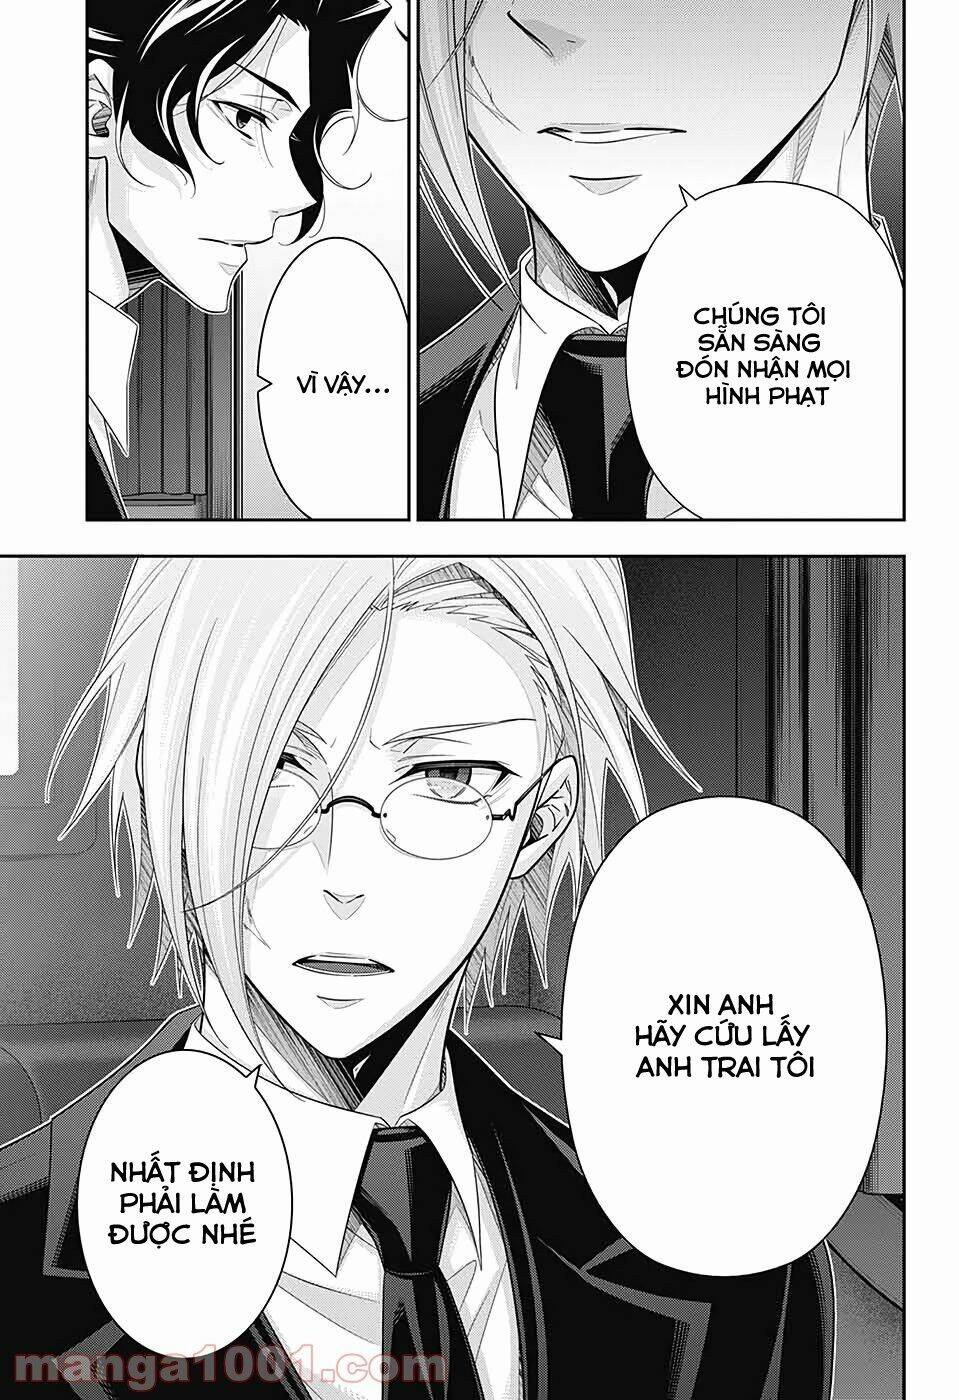 CHÚNG TÔI
SẴN SÀNG
ĐÓN NHẬN MỌI
HÌNH PHẠT
VÌ VẬY...
XIN ANH
HÃY CỨU LẤY
ANH TRAI TÔI
NHẤT ĐỊNH
PHẢI LÀM
ĐƯỢC NHÉ
manga1001.com